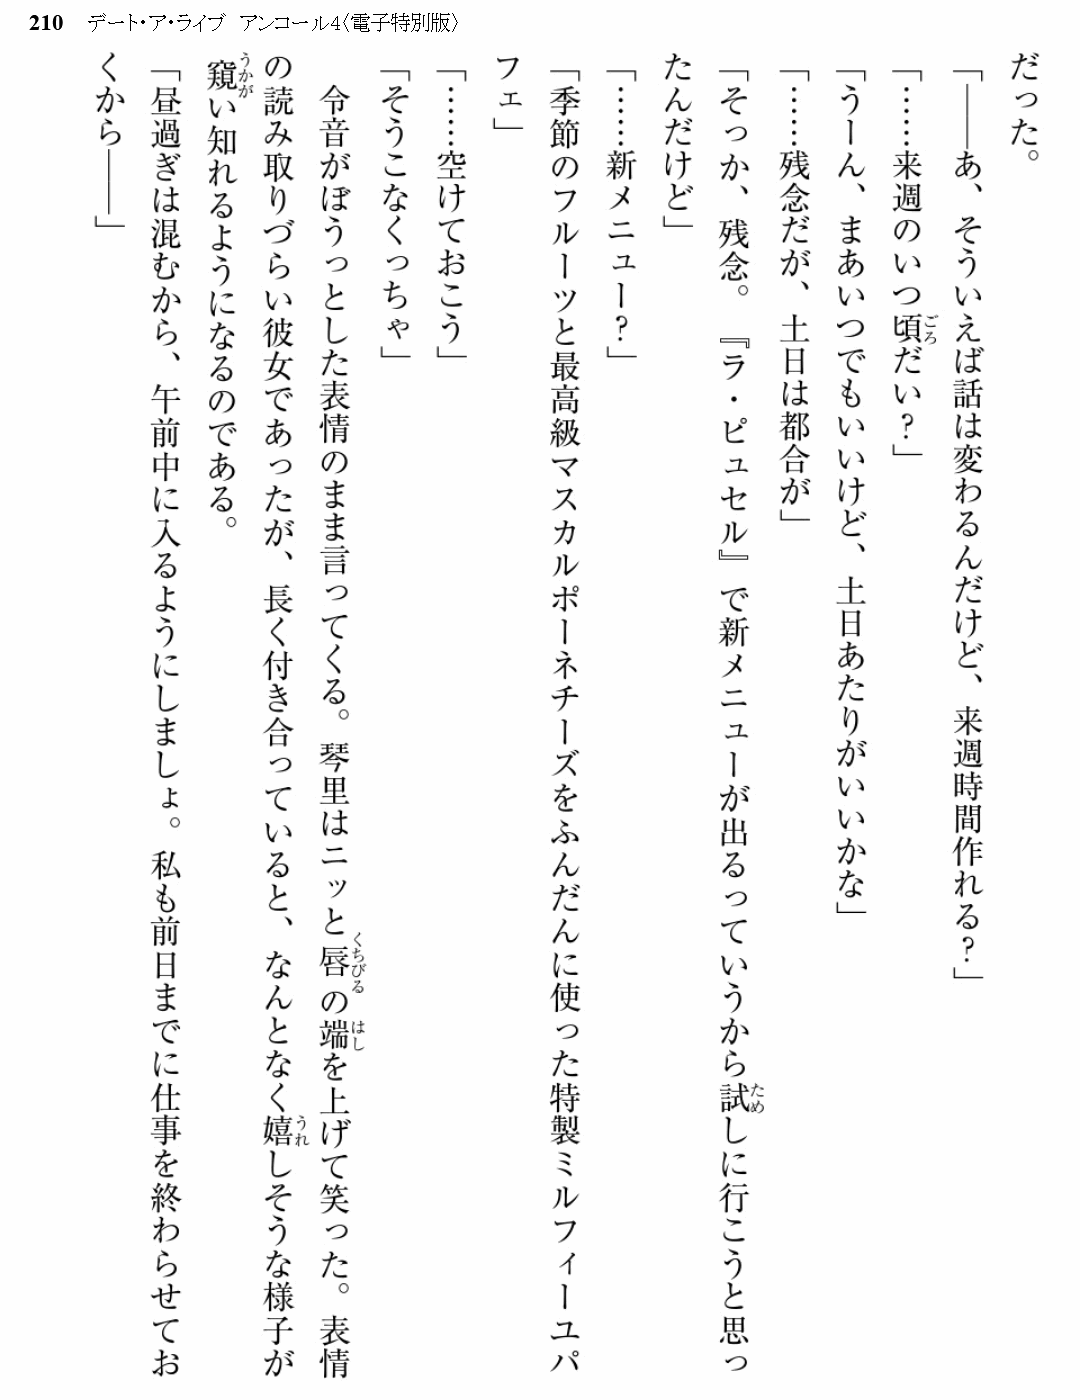 210 デート・ア・ライブ アンコール4〈電子特別版〉
だった。
「――あ、そういえば話は変わるんだけど、来週時間作れる？」
「……来週のいつ頃だい？」
「うーん、まあいつでもいいけど、土日あたりがいいかな」
「……残念だが、土日は都合が」
「そっか、残念。『ラ・ピュセル』で新メニューが出るっていうから試しに行こうと思っ
たんだけど」
「……新メニュー？」
「季節のフルーツと最高級マスカルポーネチーズをふんだんに使った特製ミルフィーユパ
フェ」
「……空けておこう」
「そうこなくっちゃ」
　令音がぼうっとした表情のまま言ってくる。琴里はニッと唇の端を上げて笑った。表情
の読み取りづらい彼女であったが、長く付き合っていると、なんとなく嬉しそうな様子が
窺い知れるようになるのである。
「昼過ぎは混むから、午前中に入るようにしましょ。私も前日までに仕事を終わらせてお
くから――」